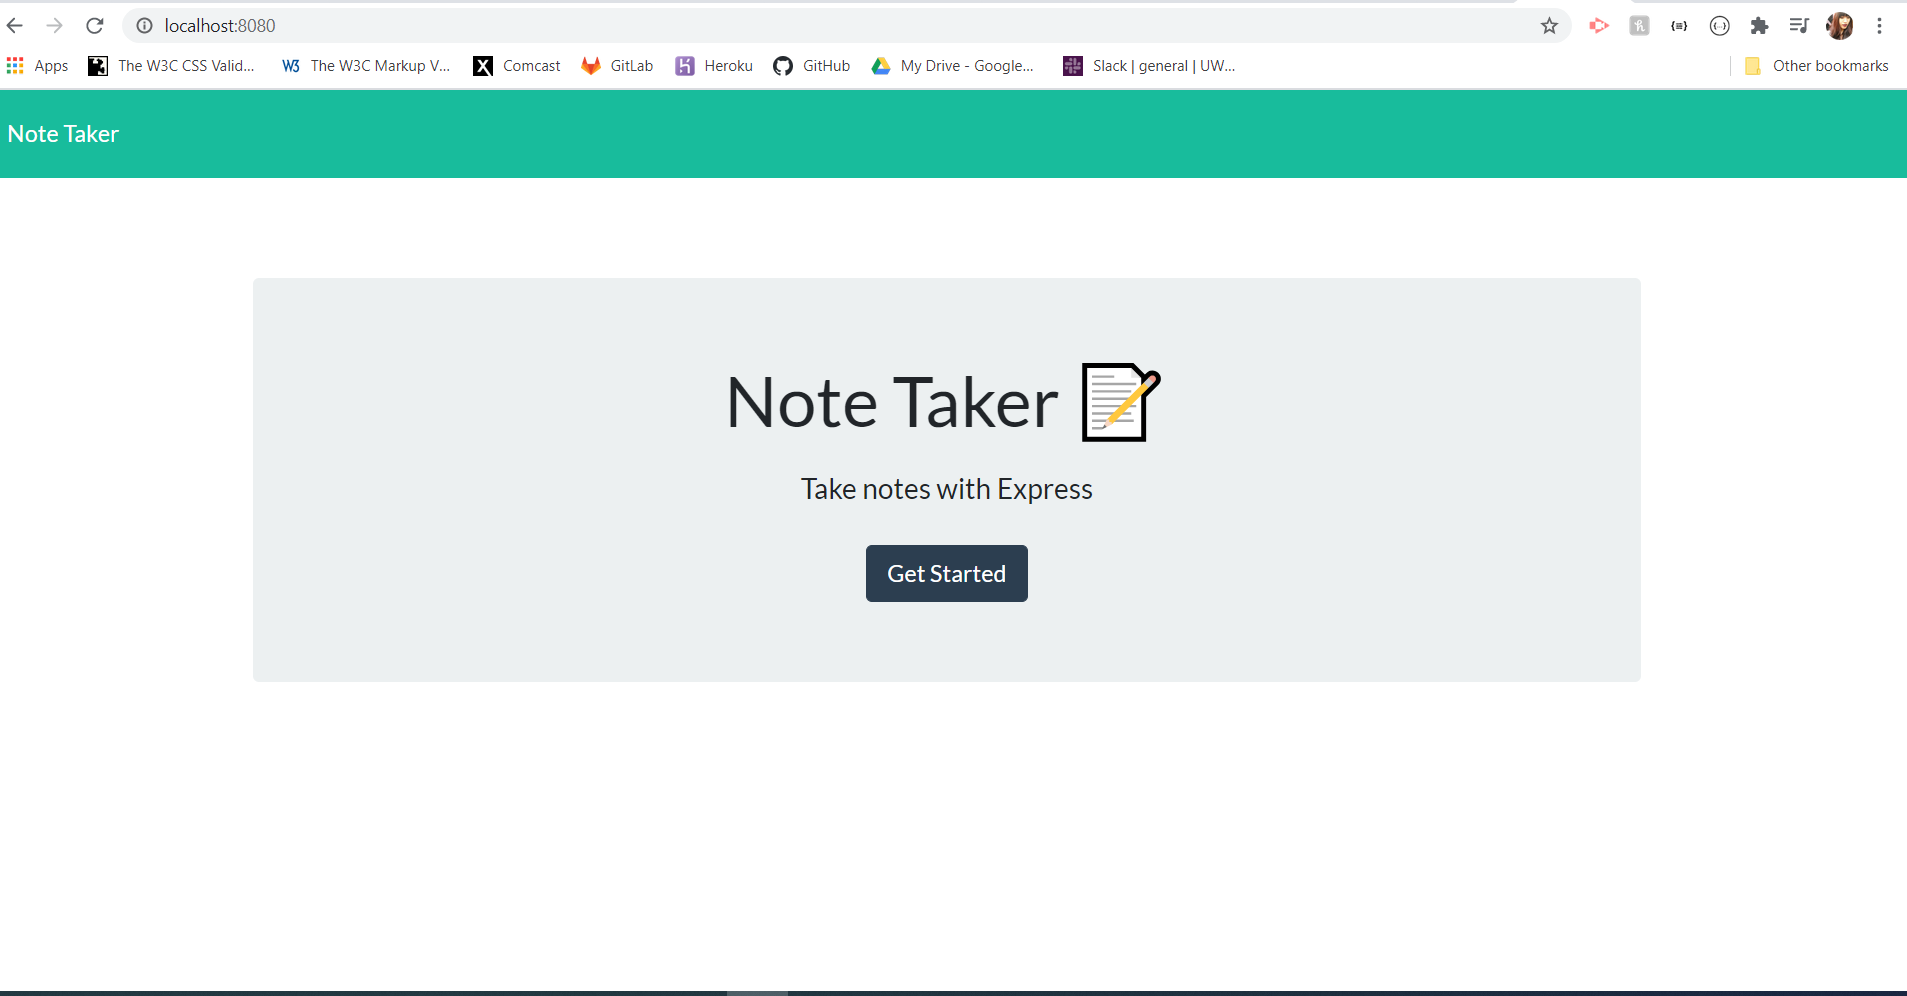 localhost:8080
Apps The W3C CSS Valid... W3 The W3C Markup V... X Comcast GitLab Heroku GitHub My Drive - Google... Slack | general | UW... Other bookmarks
Note Taker
Note Taker
Take notes with Express
Get Started